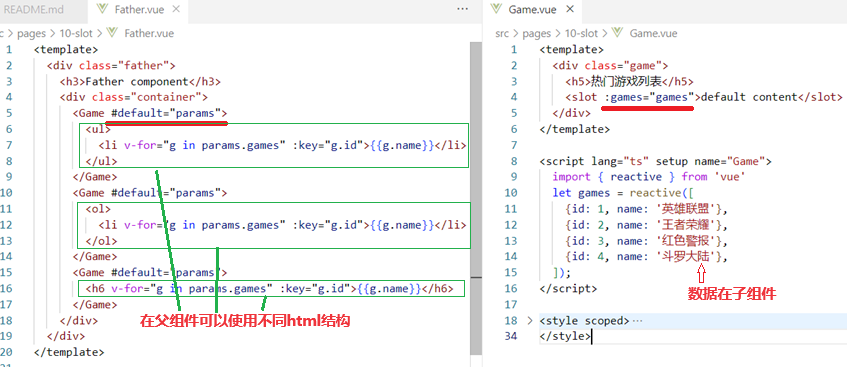 README.md
Father.vue
c > pages > 10-slot > Father.vue
1 <template>
2 <div class="father">
3 <h3>Father component</h3>
4 <div class="container">
5 <Game #default="params">
6 <ul>
7 <li v-for="g in params.games" :key="g.id">{{g.name}}</li>
8 </ul>
9 </Game>
10 <Game #default="params">
11 <ol>
12 <li v-for="g in params.games" :key="g.id">{{g.name}}</li>
13 </ol>
14 </Game>
15 <Game #default="params">
16 <h6 v-for="g in params.games" :key="g.id">{{g.name}}</h6>
17 </Game>
18 </div>
19 </div>
20 </template>
在父组件可以使用不同html结构
Game.vue
src > pages > 10-slot > Game.vue
1 <template>
2 <div class="game">
3 <h5>热门游戏列表</h5>
4 <slot :games="games">default content</slot>
5 </div>
6 </template>
7
8 <script lang="ts" setup name="Game">
9 import { reactive } from 'vue'
10 let games = reactive([
11 {id: 1, name: '英雄联盟'},
12 {id: 2, name: '王者荣耀'},
13 {id: 3, name: '红色警报'},
14 {id: 4, name: '斗罗大陆'},
15 ]);
16 </script>
17
18 > <style scoped>…
34 </style>
数据在子组件